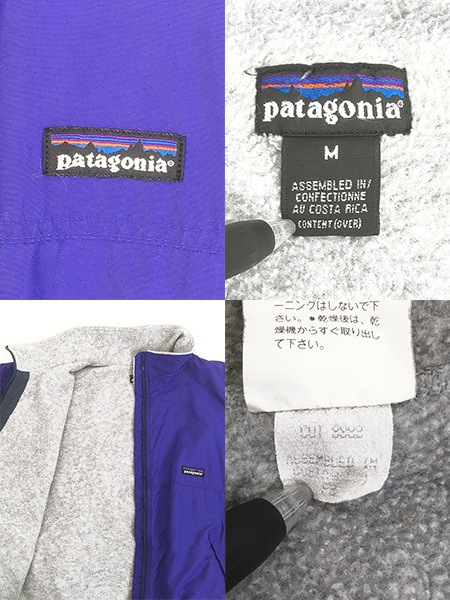 patagonia®
patagonia®
M
ASSEMBLED IN/
CONFECTIONNE
AU COSTA RICA
CONTENT (OVER)
ーニングはしないで下
さい。●乾燥後は、乾
燥機からすぐ取り出し
て下さい。
patagonia
CUT
ASSEMBLED IN